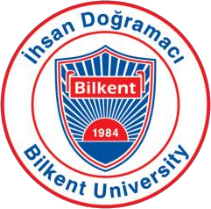 İhsan Doğramacı
Bilkent
1984
Bilkent University